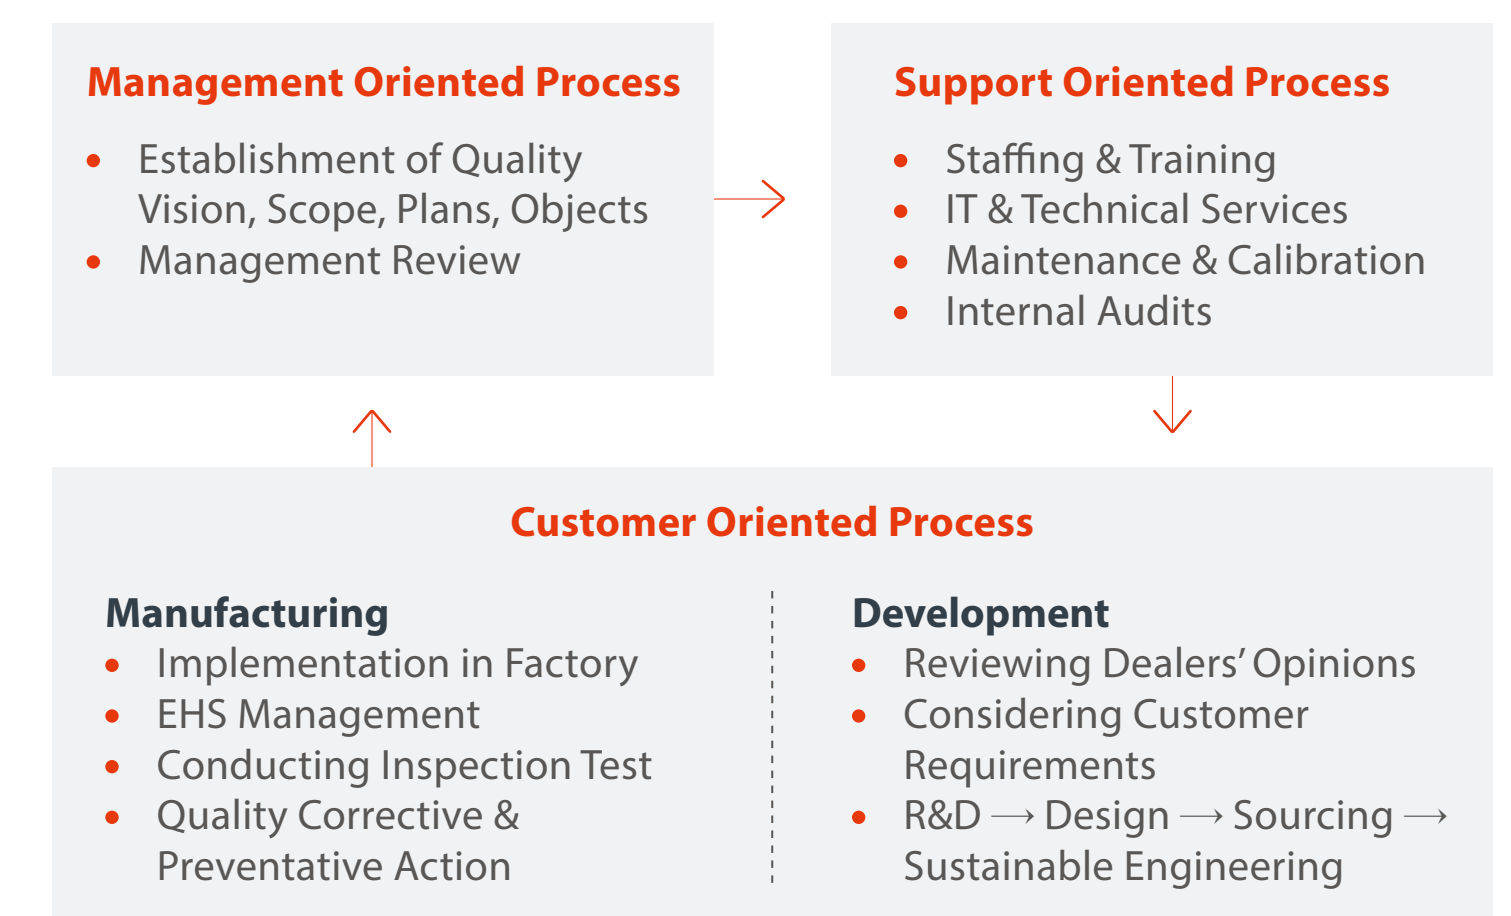 Management Oriented Process
• Establishment of Quality
Vision, Scope, Plans, Objects
• Management Review
Support Oriented Process
• Staffing & Training
• IT & Technical Services
• Maintenance & Calibration
• Internal Audits
Customer Oriented Process
Manufacturing
• Implementation in Factory
• EHS Management
• Conducting Inspection Test
• Quality Corrective &
Preventative Action
Development
• Reviewing Dealers’ Opinions
• Considering Customer
Requirements
• R&D → Design → Sourcing →
Sustainable Engineering